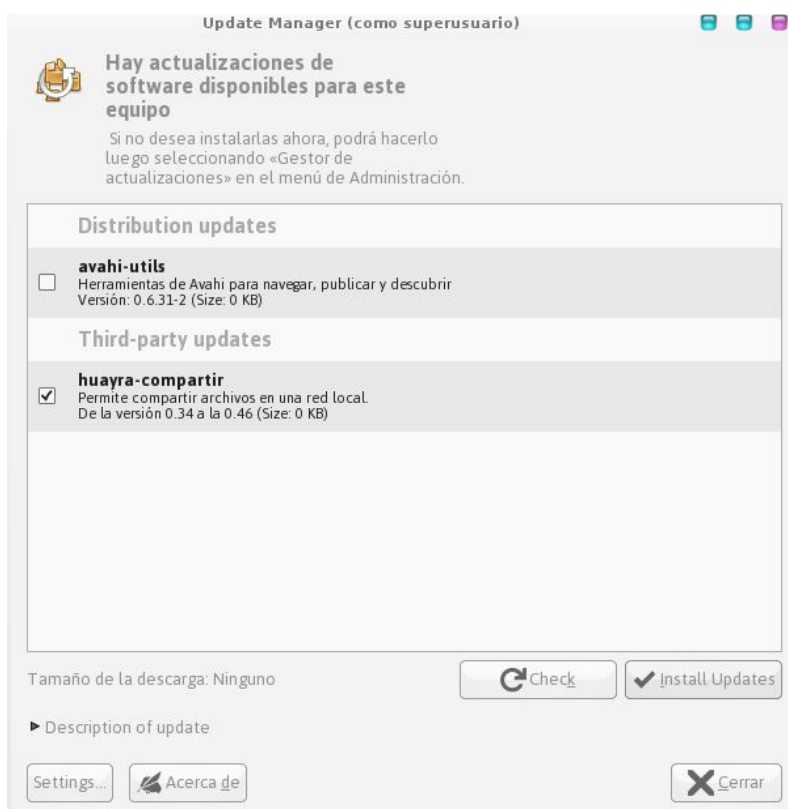 Update Manager (como superusuario)
Hay actualizaciones de
software disponibles para este
equipo
Si no desea instalarlas ahora, podrá hacerlo
luego seleccionando «Gestor de
actualizaciones» en el menú de Administración.
Distribution updates
avahi-utils
Herramientas de Avahi para navegar, publicar y descubrir
Versión: 0.6.31-2 (Size: 0 KB)
Third-party updates
huayra-compartir
Permite compartir archivos en una red local.
De la versión 0.34 a la 0.46 (Size: 0 KB)
Tamaño de la descarga: Ninguno
Check
Install Updates
Description of update
Settings...
Acerca de
Cerrar